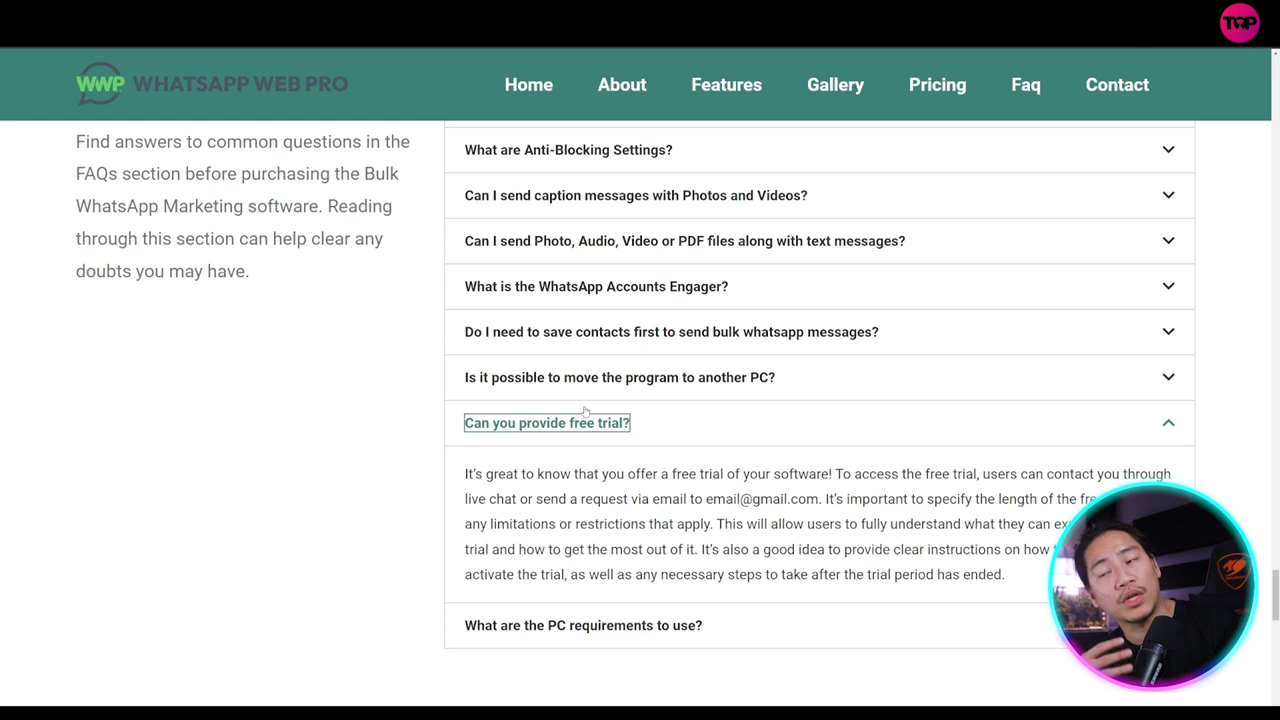 TOP
WWP WHATSAPP WEB PRO
Home About Features Gallery Pricing Faq Contact
Find answers to common questions in the
FAQs section before purchasing the Bulk
WhatsApp Marketing software. Reading
through this section can help clear any
doubts you may have.
What are Anti-Blocking Settings?
Can I send caption messages with Photos and Videos?
Can I send Photo, Audio, Video or PDF files along with text messages?
What is the WhatsApp Accounts Engager?
Do I need to save contacts first to send bulk whatsapp messages?
Is it possible to move the program to another PC?
Can you provide free trial?
It's great to know that you offer a free trial of your software! To access the free trial, users can contact you through
live chat or send a request via email to email@gmail.com. It's important to specify the length of the
any limitations or restrictions that apply. This will allow users to fully understand what they can
trial and how to get the most out of it. It's also a good idea to provide clear instructions on how
activate the trial, as well as any necessary steps to take after the trial period has ended.
What are the PC requirements to use?